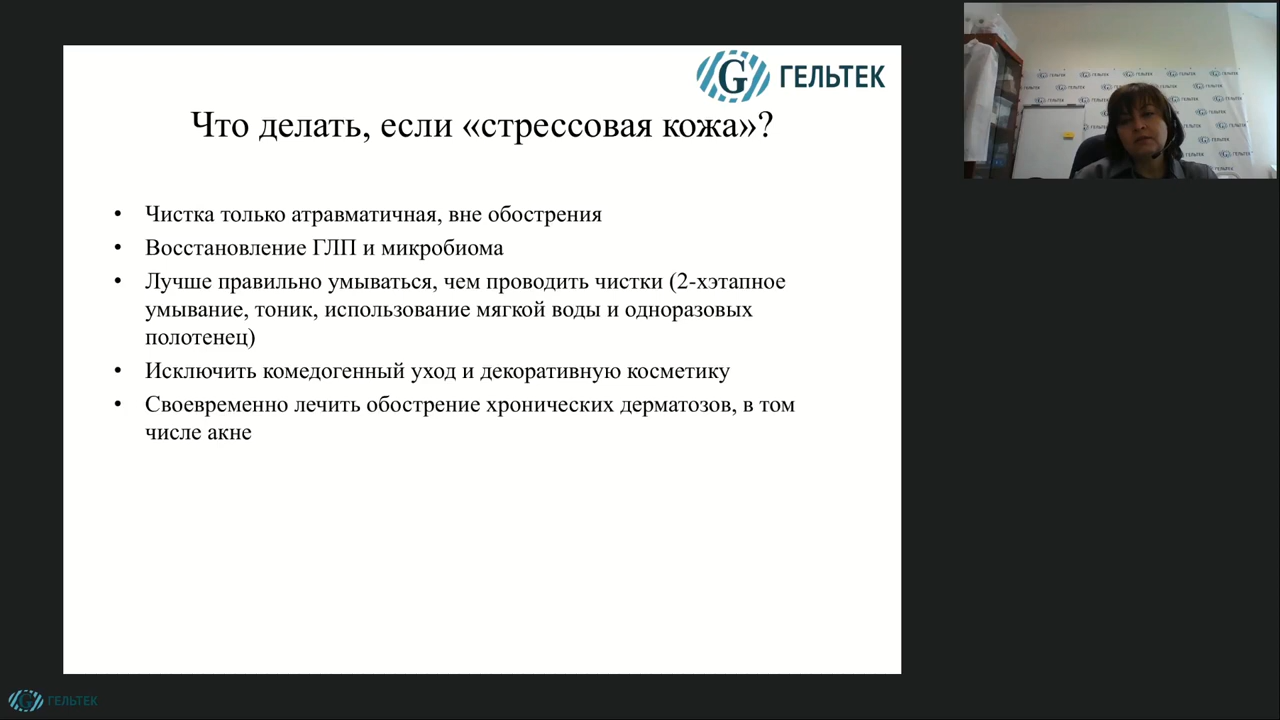 ГЕЛЬТЕК
Что делать, если «стрессовая кожа»?
• Чистка только атравматичная, вне обострения
• Восстановление ГЛП и микробиома
• Лучше правильно умываться, чем проводить чистки (2-хэтапное
умывание, тоник, использование мягкой воды и одноразовых
полотенец)
• Исключить комедогенный уход и декоративную косметику
• Своевременно лечить обострение хронических дерматозов, в том
числе акне
ГЕЛЬТЕК